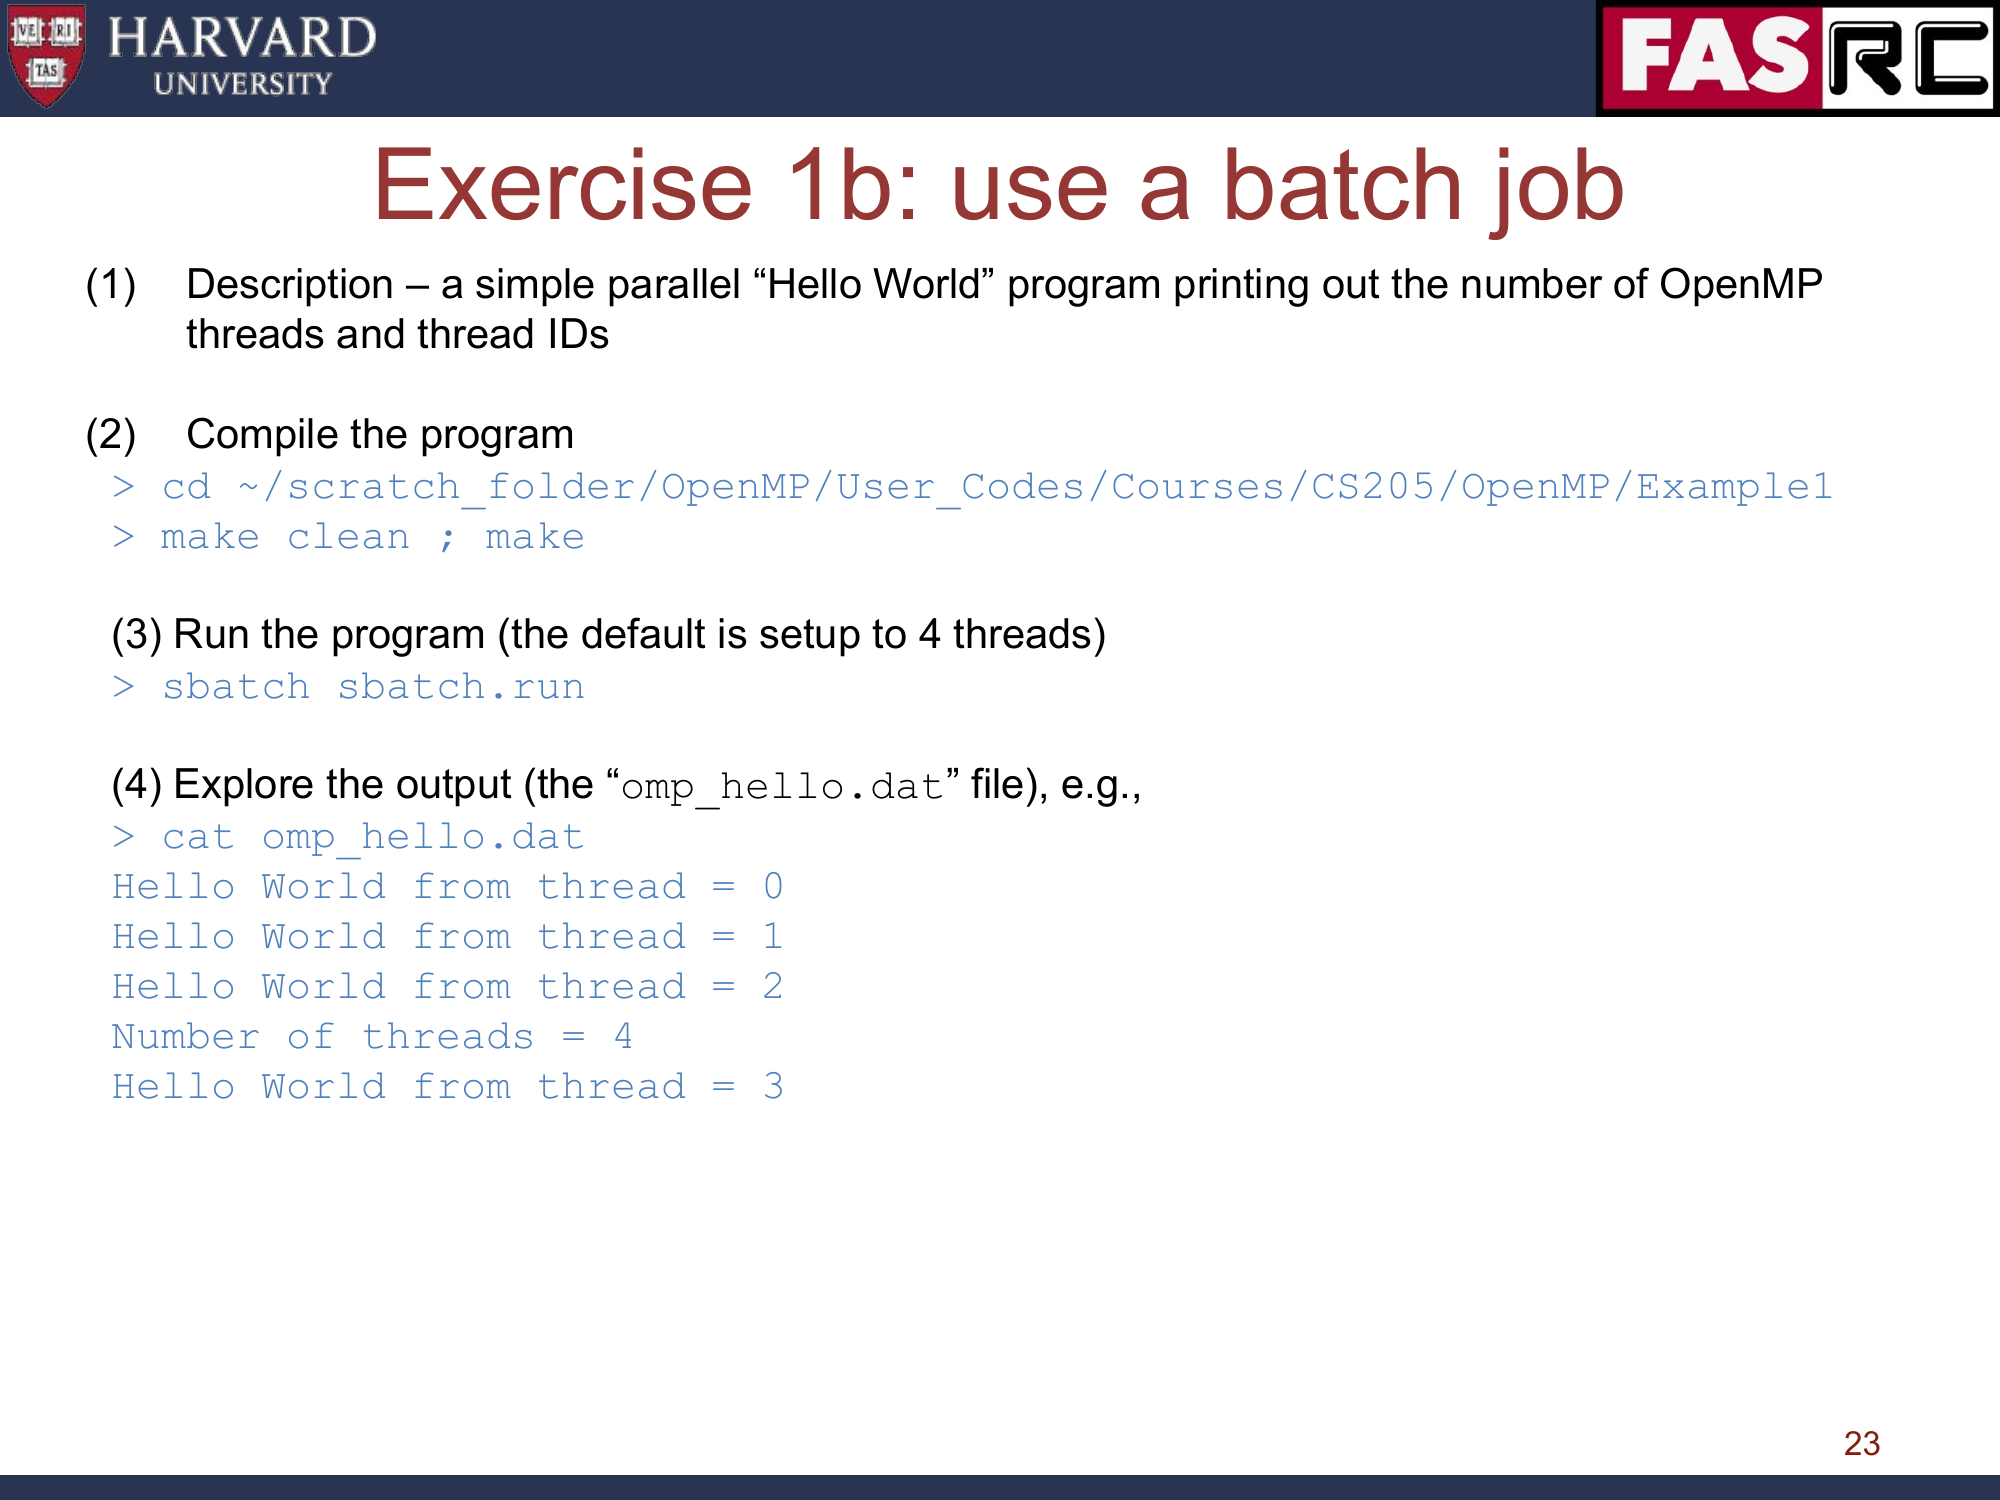 VE RI
TAS
HARVARD
UNIVERSITY
FASRC
Exercise 1b: use a batch job
(1) Description – a simple parallel “Hello World” program printing out the number of OpenMP
threads and thread IDs
(2) Compile the program
> cd ~/scratch_folder/OpenMP/User_Codes/Courses/CS205/OpenMP/Example1
> make clean ; make
(3) Run the program (the default is setup to 4 threads)
> sbatch sbatch.run
(4) Explore the output (the “omp_hello.dat” file), e.g.,
> cat omp_hello.dat
Hello World from thread = 0
Hello World from thread = 1
Hello World from thread = 2
Number of threads = 4
Hello World from thread = 3
23